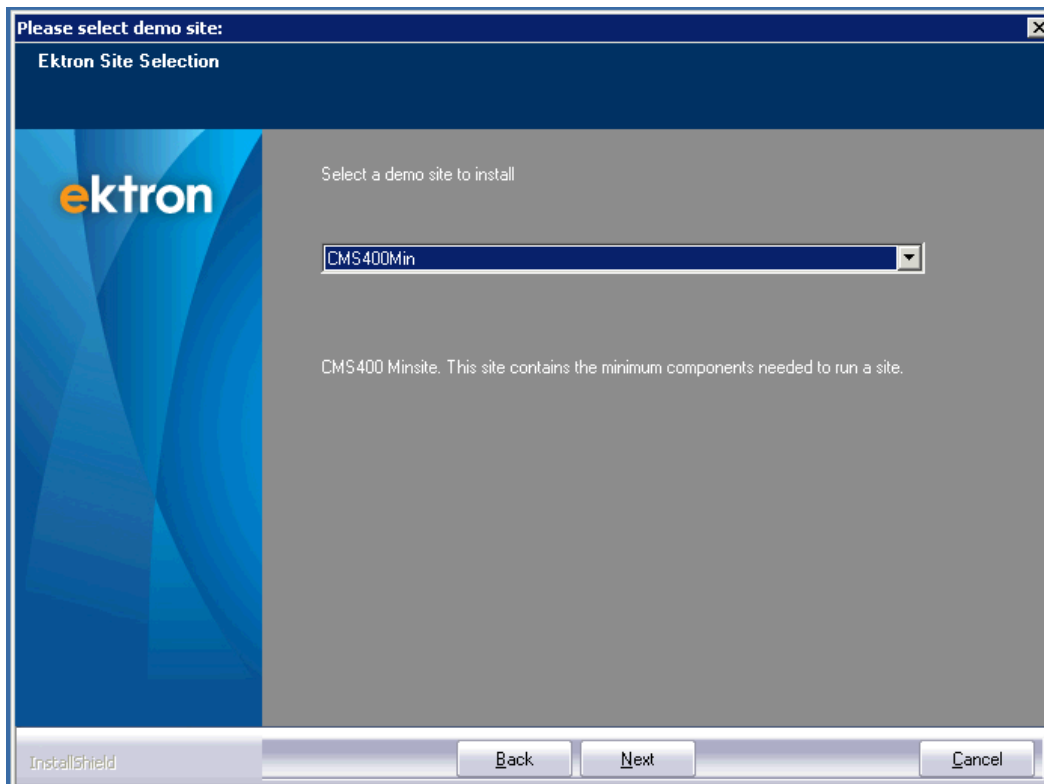 Please select demo site:
Ektron Site Selection
ektron
Select a demo site to install
CMS400Min
CMS400 Minsite. This site contains the minimum components needed to run a site.
InstallShield
Back
Next
Cancel